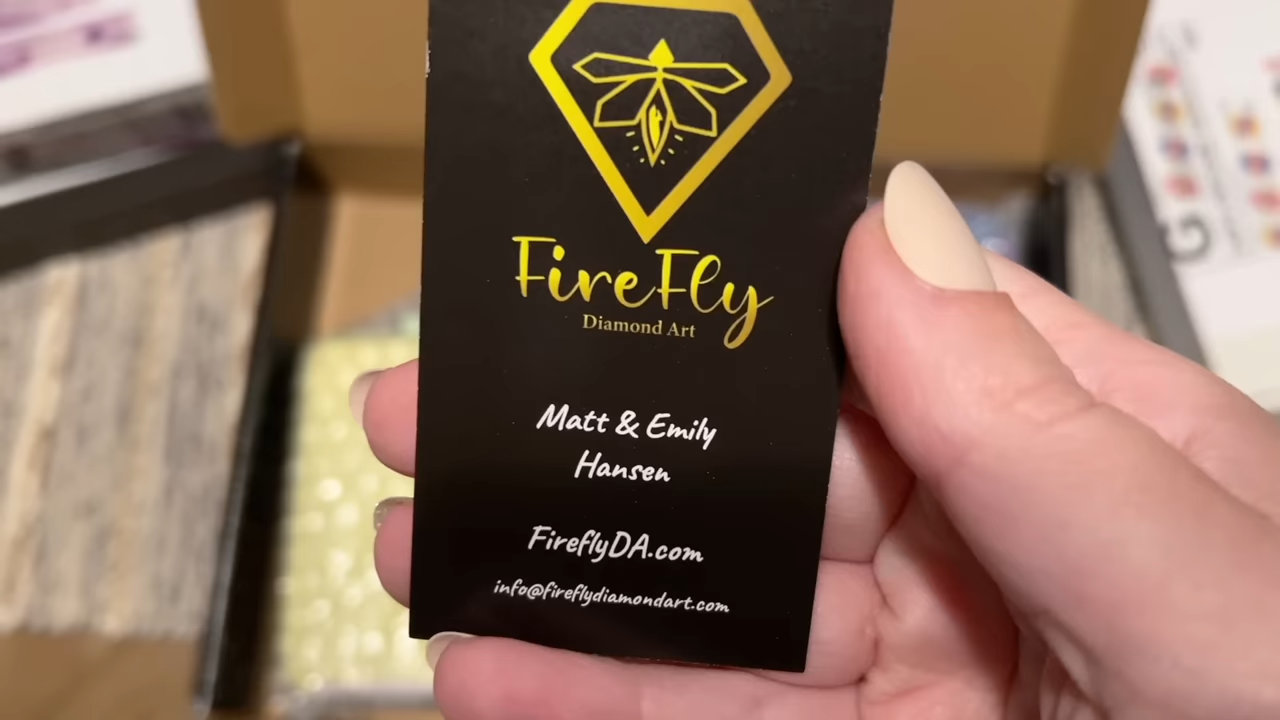 FireFly
Diamond Art
Matt & Emily
Hansen
FireflyDA.com
info@fireflydiamondart.com
G